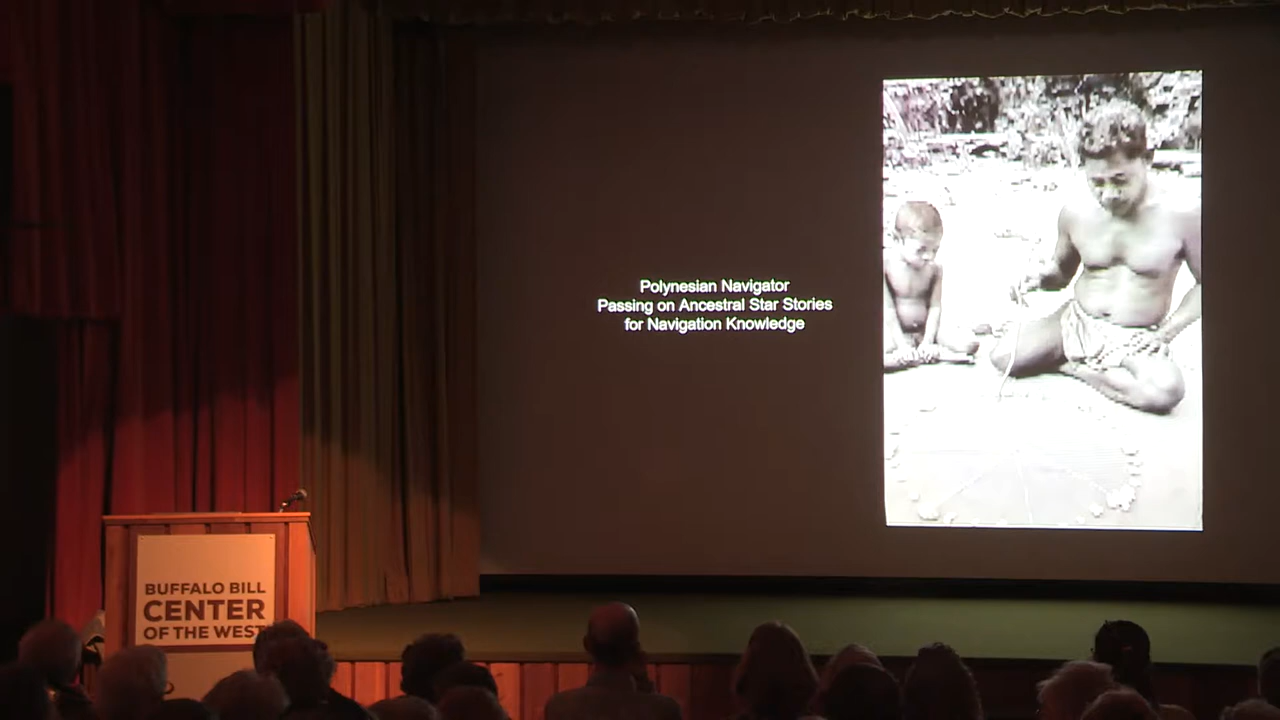 Polynesian Navigator
Passing on Ancestral Star Stories
for Navigation Knowledge
BUFFALO BILL
CENTER
OF THE WEST